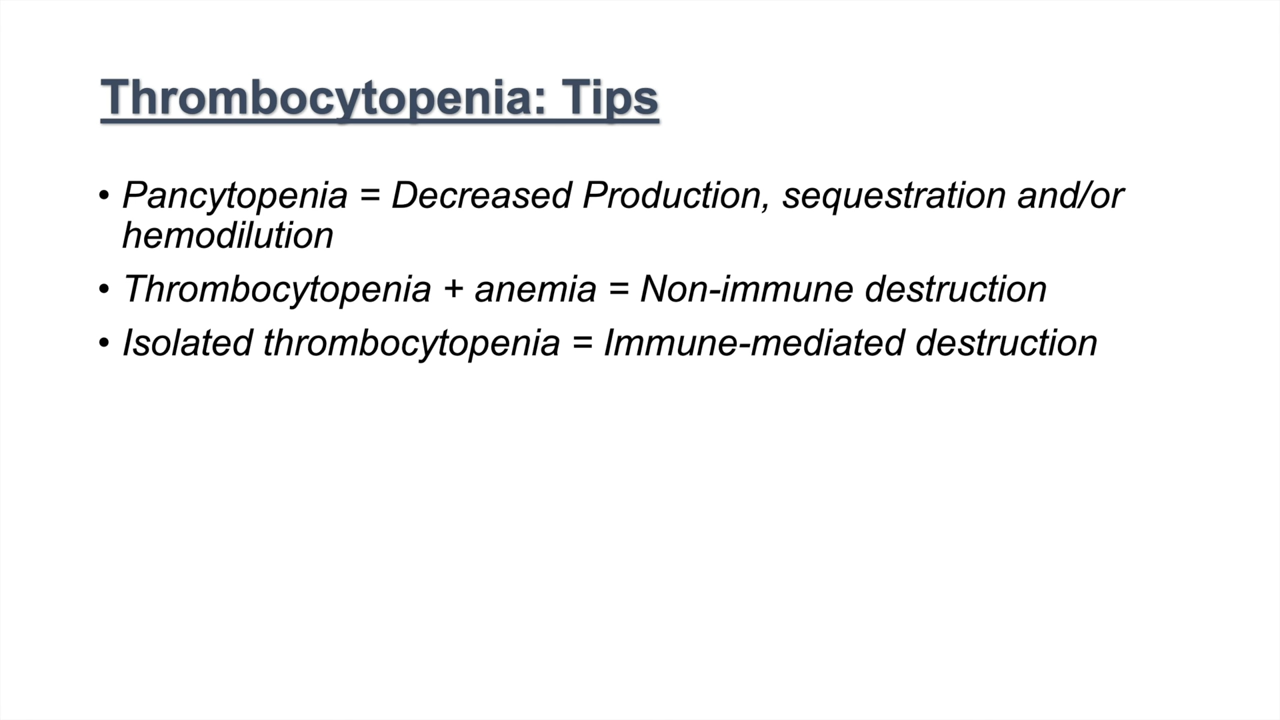 Thrombocytopenia: Tips
• Pancytopenia = Decreased Production, sequestration and/or
hemodilution
• Thrombocytopenia + anemia = Non-immune destruction
• Isolated thrombocytopenia = Immune-mediated destruction